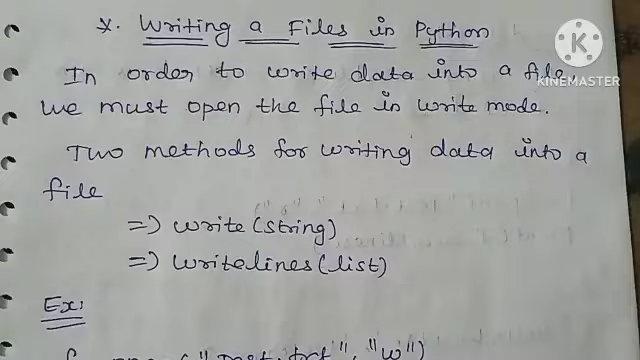 * Writing a Files in Python
In order to write data into a file
we must open the file in write mode.
Two methods for writing data into a
file
=) write(string)
=) writelines(list)
Ex:
"w")
KINEMASTER